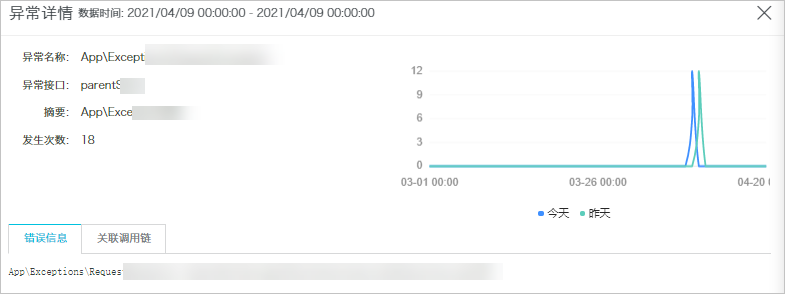 异常详情 数据时间: 2021/04/09 00:00:00 - 2021/04/09 00:00:00
异常名称: App\Except
异常接口: parentS
摘要: App\Exce
发生次数: 18
12
9
6
3
0
03-01 00:00 03-26 00:00 04-20 0
今天 昨天
错误信息 关联调用链
App\Exceptions\Reques